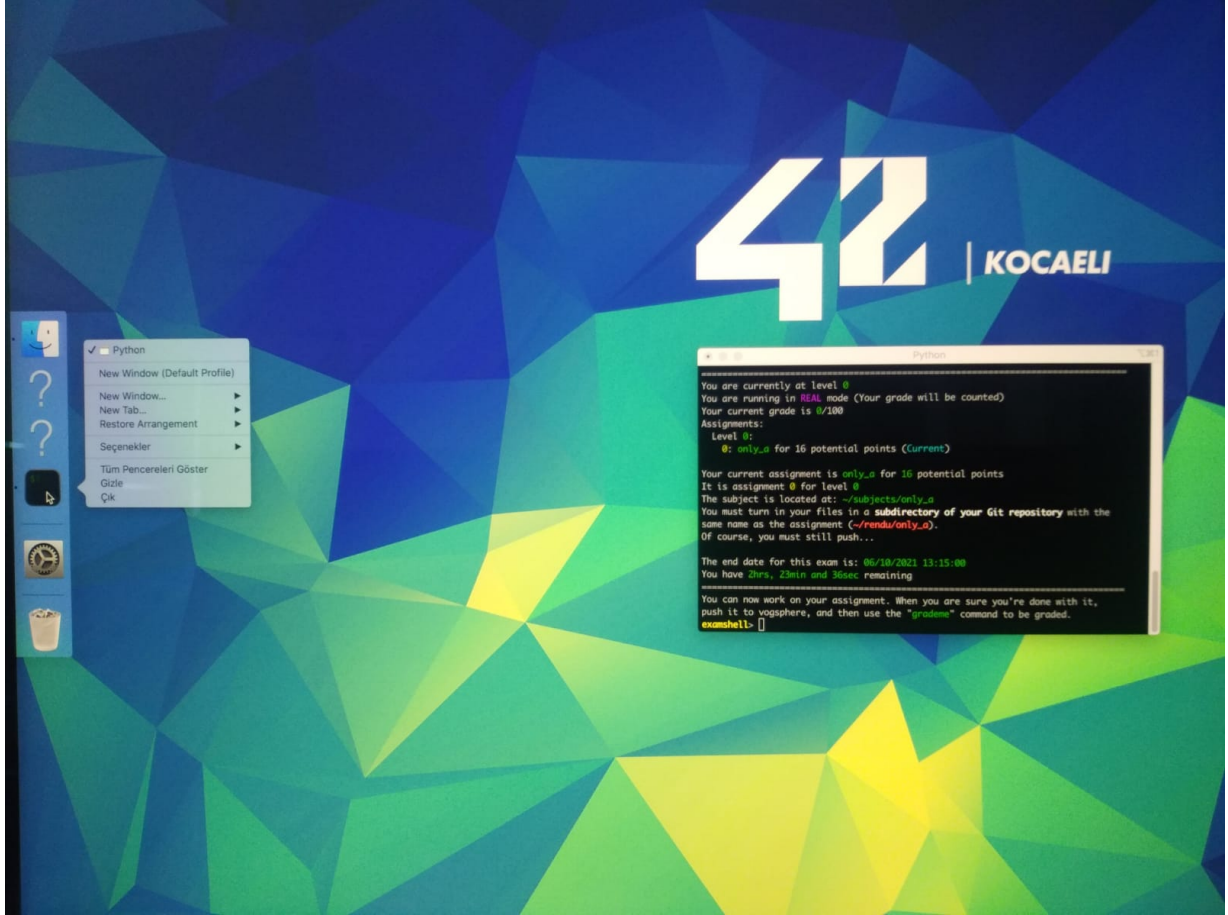 42 | KOCAELI
✓ Python
New Window (Default Profile)
New Window...
New Tab...
Restore Arrangement
Seçenekler
Tüm Pencereleri Göster
Gizle
Çık
Python
You are currently at level 0
You are running in REAL mode (Your grade will be counted)
Your current grade is 0/100
Assignments:
Level 0:
0: only_a for 16 potential points (Current)
Your current assignment is only_a for 16 potential points
It is assignment 0 for level 0
The subject is located at: ~/subjects/only_a
You must turn in your files in a subdirectory of your Git repository with the
same name as the assignment (~/rendu/only_a).
Of course, you must still push...
The end date for this exam is: 06/10/2021 13:15:00
You have 2hrs, 23min and 36sec remaining
You can now work on your assignment. When you are sure you're done with it,
push it to vogsphere, and then use the "grademe" command to be graded.
examshell>